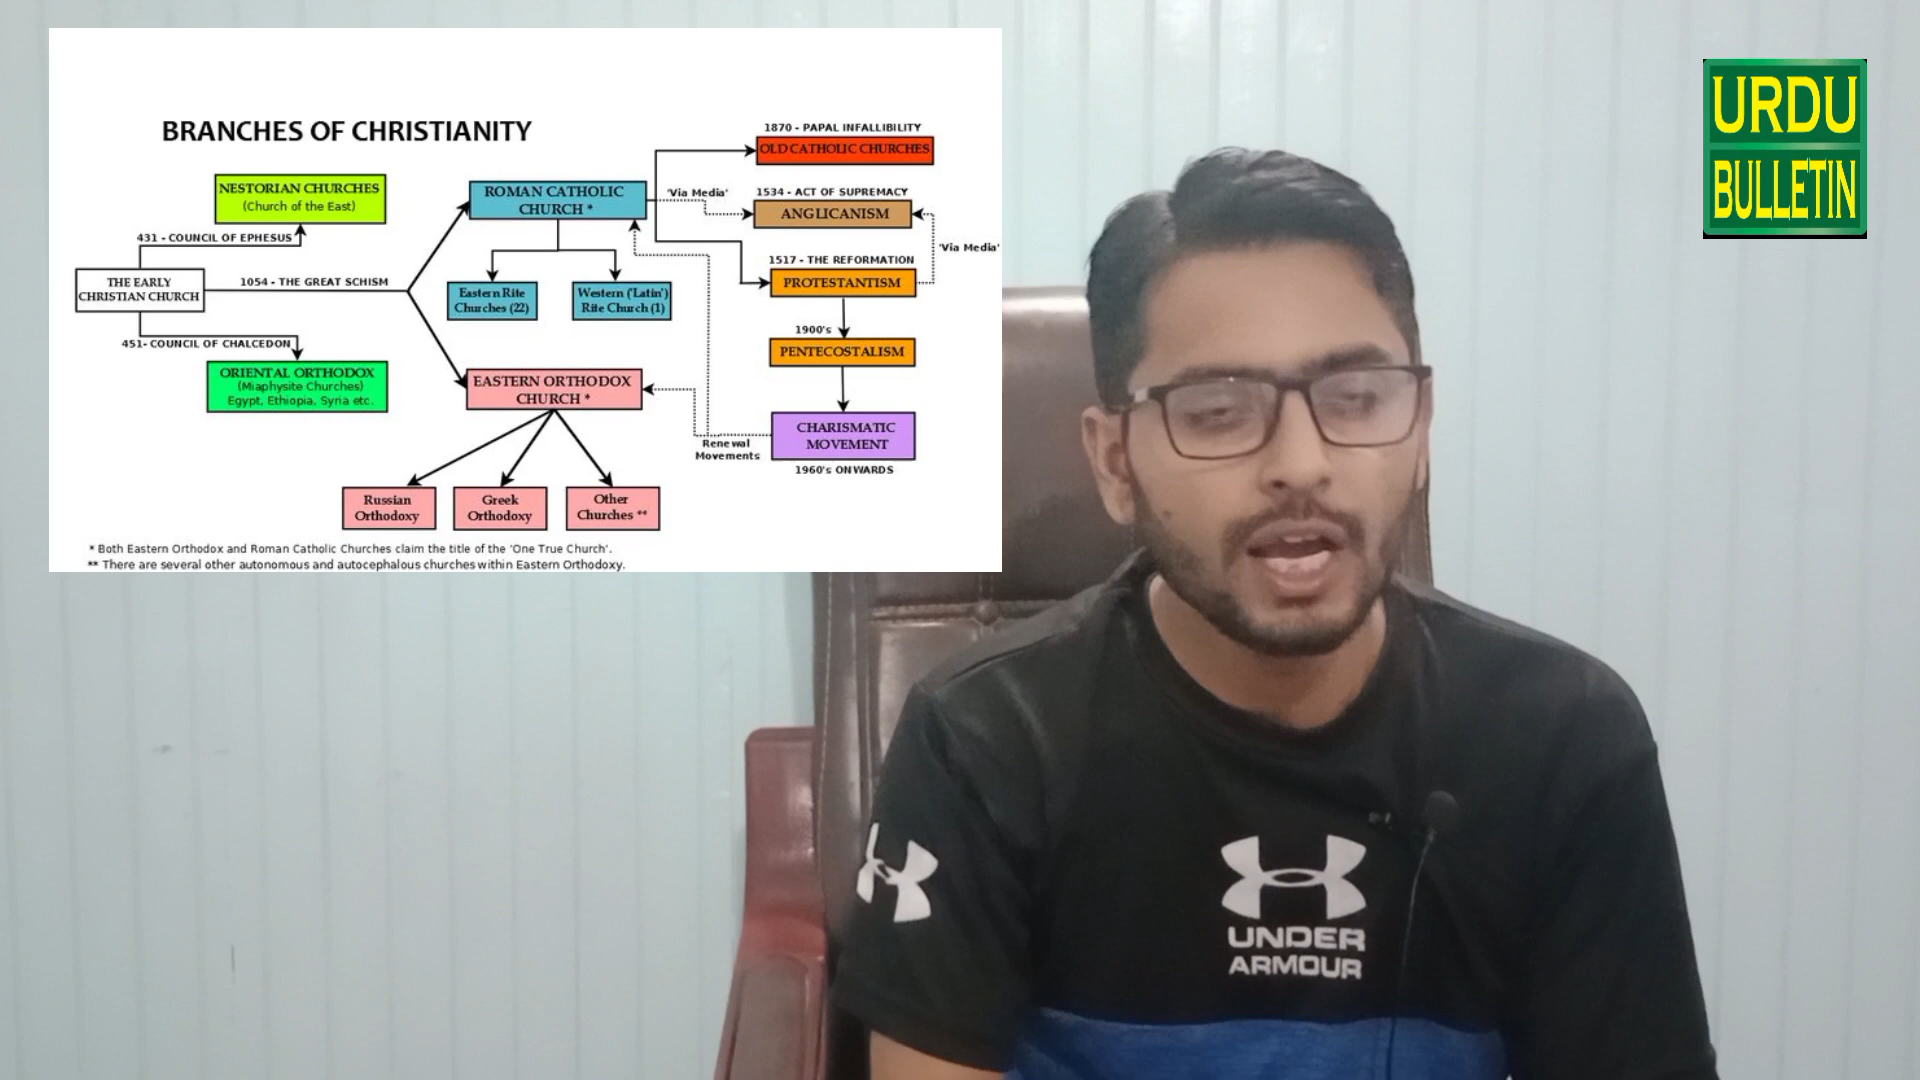 BRANCHES OF CHRISTIANITY
1870 - PAPAL INFALLIBILITY
OLD CATHOLIC CHURCHES
NESTORIAN CHURCHES
(Church of the East)
ROMAN CATHOLIC
CHURCH *
'Via Media'
1534 - ACT OF SUPREMACY
ANGLICANISM
431 - COUNCIL OF EPHESUS
'Via Media'
THE EARLY
CHRISTIAN CHURCH
1054 - THE GREAT SCHISM
1517 - THE REFORMATION
PROTESTANTISM
Eastern Rite
Churches (22)
Western ('Latin')
Rite Church (1)
1900's
PENTECOSTALISM
451- COUNCIL OF CHALCEDON
ORIENTAL ORTHODOX
(Miaphysite Churches)
Egypt, Ethiopia, Syria etc.
EASTERN ORTHODOX
CHURCH *
CHARISMATIC
MOVEMENT
Renewal
Movements
1960's ONWARDS
Russian
Orthodoxy
Greek
Orthodoxy
Other
Churches **
* Both Eastern Orthodox and Roman Catholic Churches claim the title of the 'One True Church'.
** There are several other autonomous and autocephalous churches within Eastern Orthodoxy.
URDU
BULLETIN
UNDER
ARMOUR